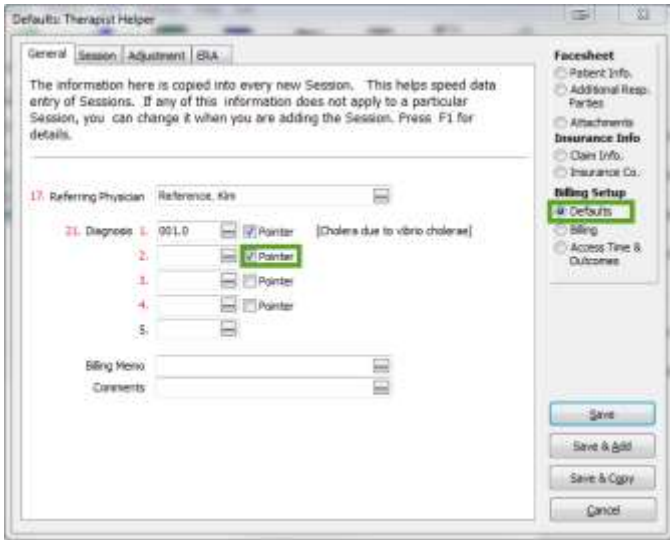 Defaults: Therapist Helper
General Session Adjustment ERA
The information here is copied into every new Session. This helps speed data
entry of Sessions. If any of this information does not apply to a particular
Session, you can change it when you are adding the Session. Press F1 for
details.
17. Referring Physician Reference, Kim
21. Diagnosis 1. 001.0 Pointer [Cholera due to vibrio cholerae]
2. Pointer
3. Pointer
4. Pointer
5.
Billing Memo
Comments
Facesheet
Patient Info.
Additional Resp.
Parties
Attachments
Insurance Info
Claim Info.
Insurance Co.
Billing Setup
Defaults
Billing
Access Time &
Outcomes
Save
Save & Add
Save & Copy
Cancel